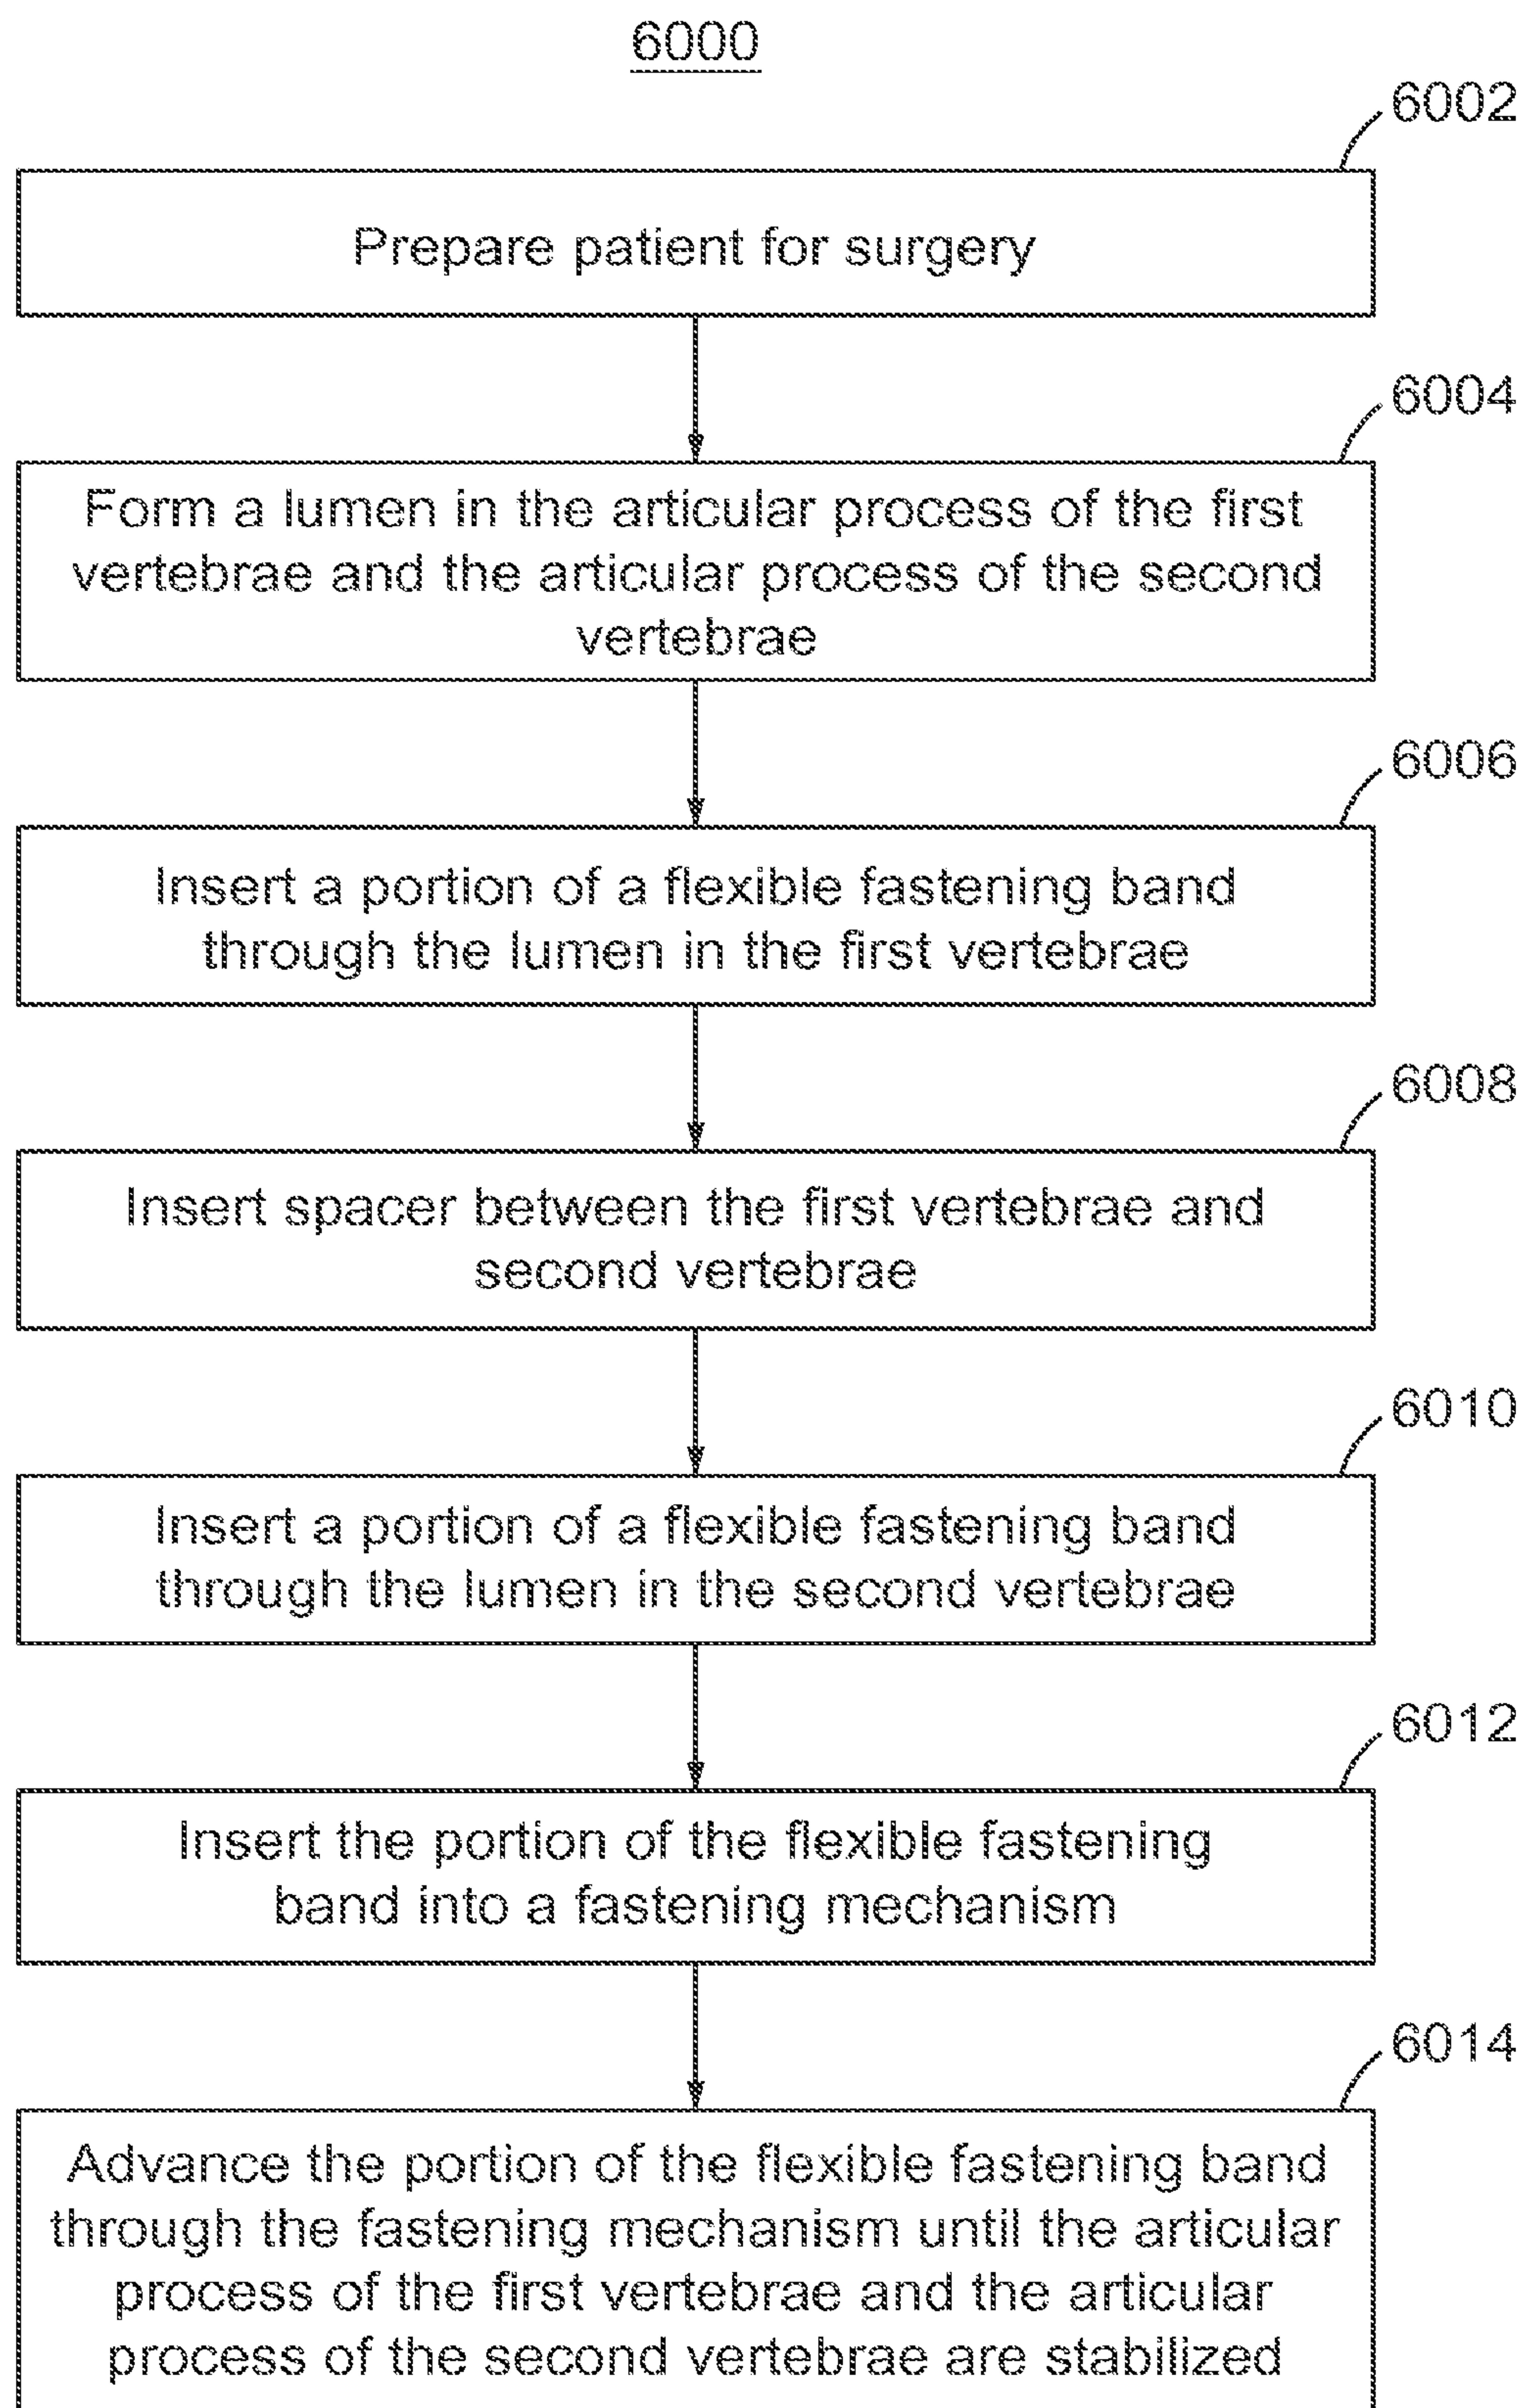 6000
6002
Prepare patient for surgery
6004
Form a lumen in the articular process of the first
vertebrae and the articular process of the second
vertebrae
6006
Insert a portion of a flexible fastening band
through the lumen in the first vertebrae
6008
Insert spacer between the first vertebrae and
second vertebrae
6010
Insert a portion of a flexible fastening band
through the lumen in the second vertebrae
6012
Insert the portion of the flexible fastening
band into a fastening mechanism
6014
Advance the portion of the flexible fastening band
through the fastening mechanism until the articular
process of the first vertebrae and the articular
process of the second vertebrae are stabilized